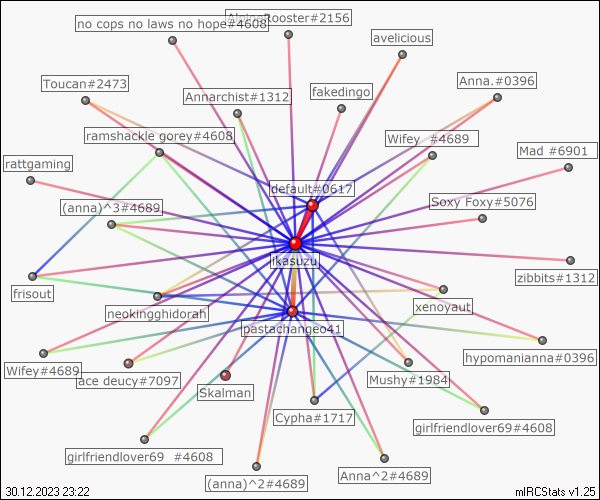 AlpineRooster#2156
no cops no laws no hope#4608
avelicious
Toucan#2473
Anna.#0396
fakedingo
Annarchist#1312
ramshackle gorey#4608
Wifey_ #4689
Mad #6901
rattgaming
default#0617
Soxy Foxy#5076
(anna)^3#4689
Ikasuzu
zibbits#1312
frisout
xenoyaut
neokingghidorah
pastachangeo41
hypomanianna#0396
Wifey#4689
ace deucy#7097
Mushy#1984
Skalman
Cypha#1717
girlfriendlover69#4608
girlfriendlover69 #4608
Anna^2#4689
(anna)^2#4689
30.12.2023 23:22
mIRCStats v1.25